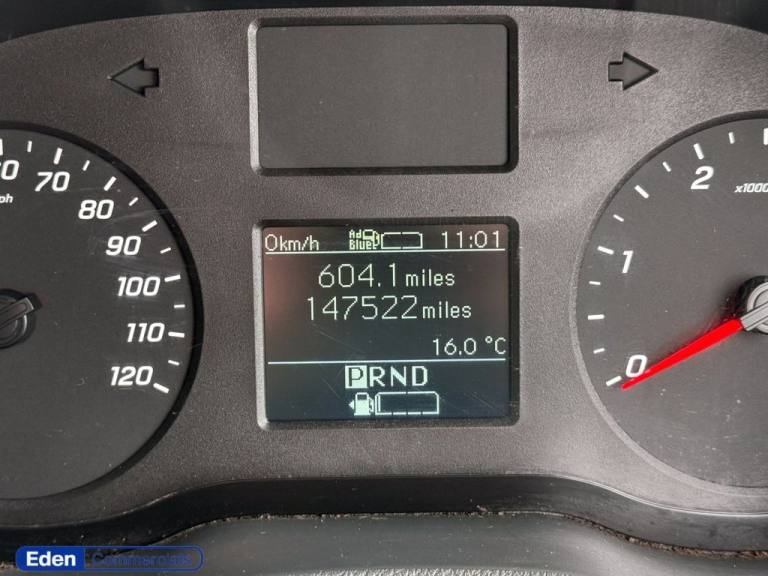 0km/h Ad Blue 11:01
604.1 miles
147522 miles
16.0 °C
PRND
70
80
90
100
110
120
2
x1000
1
0
Eden Commercials